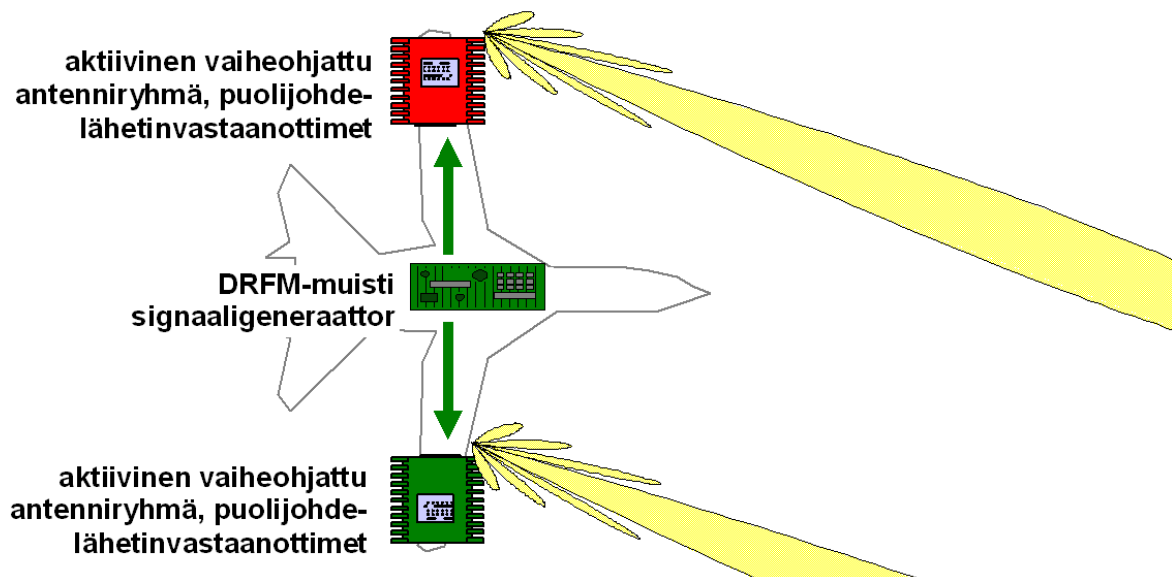 aktiivinen vaiheohjattu
antenniryhmä, puolijohde-
lähetinvastaanottimet
DRFM-muisti
signaaligeneraattor
aktiivinen vaiheohjattu
antenniryhmä, puolijohde-
lähetinvastaanottimet